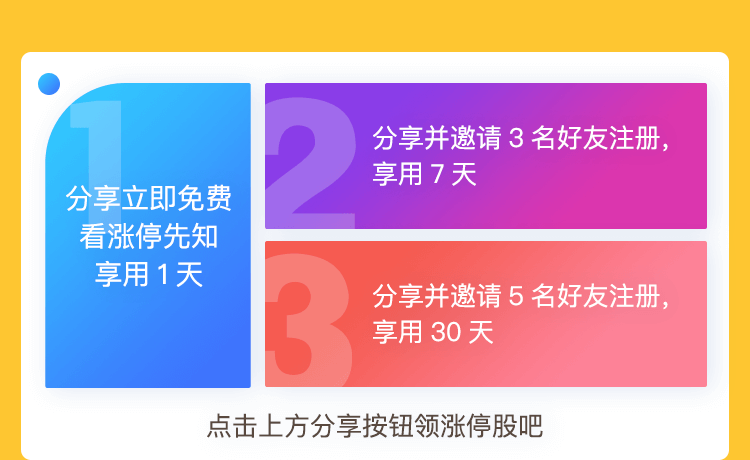 1
分享立即免费
看涨停先知
享用 1 天
2
分享并邀请 3 名好友注册,
享用 7 天
3
分享并邀请 5 名好友注册,
享用 30 天
点击上方分享按钮领涨停股吧